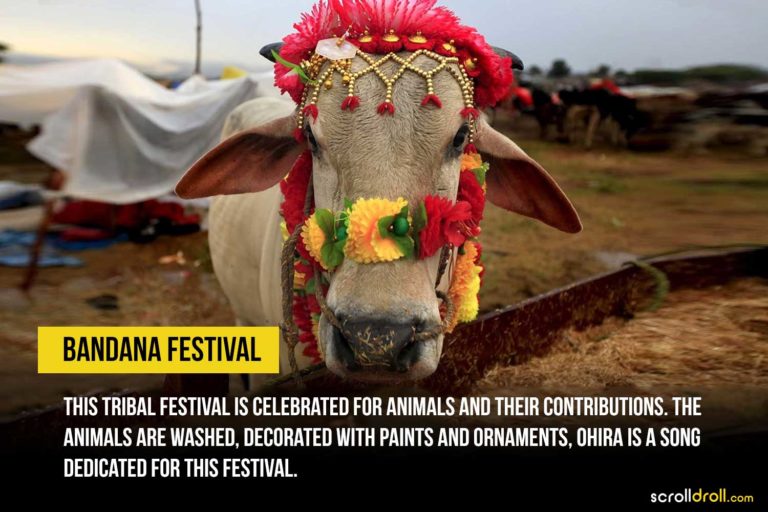 BANDANA FESTIVAL
THIS TRIBAL FESTIVAL IS CELEBRATED FOR ANIMALS AND THEIR CONTRIBUTIONS. THE
ANIMALS ARE WASHED, DECORATED WITH PAINTS AND ORNAMENTS, OHIRA IS A SONG
DEDICATED FOR THIS FESTIVAL.
scrolldroll.com